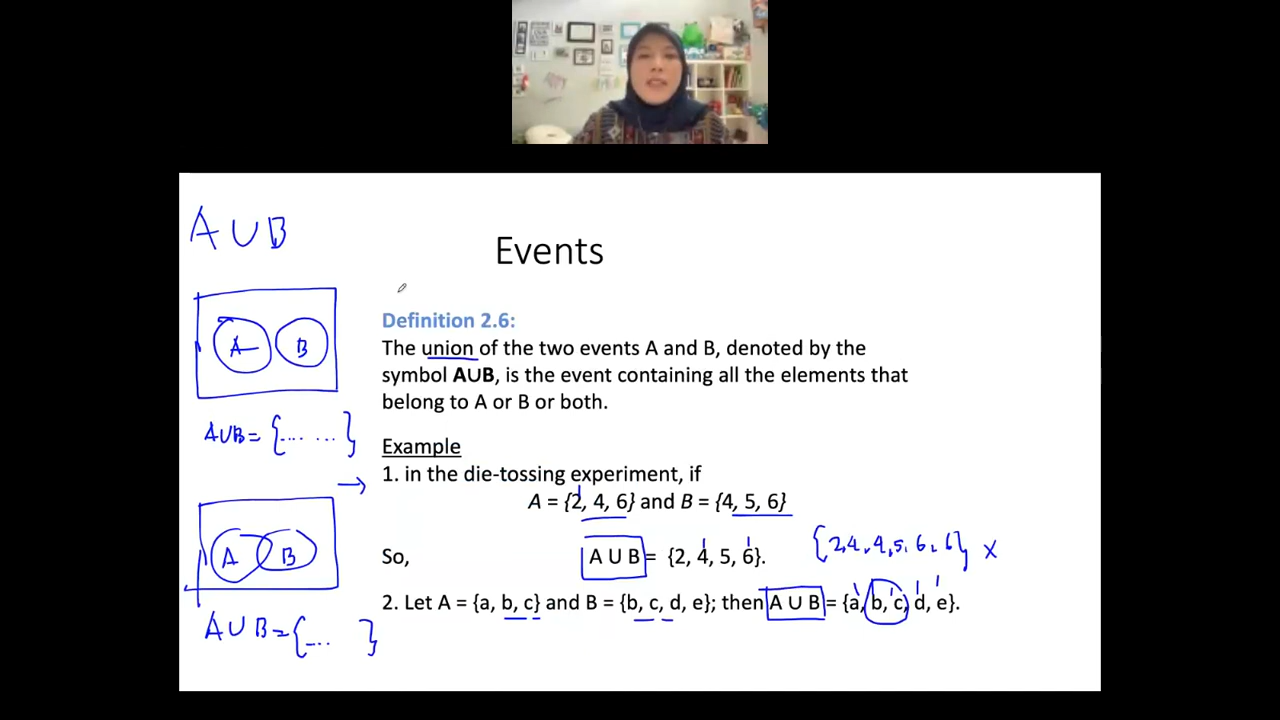 A U B
Events
Definition 2.6:
The union of the two events A and B, denoted by the
symbol A∪B, is the event containing all the elements that
belong to A or B or both.
A B
AUB = {... ...}
Example
1. in the die-tossing experiment, if
A = {2, 4, 6} and B = {4, 5, 6}
So, A U B = {2, 4, 5, 6}.
{2,4,4,5,6,6} x
A B
2. Let A = {a, b, c} and B = {b, c, d, e}; then A ∪ B = {a, b, c, d, e}.
A U B = {... }